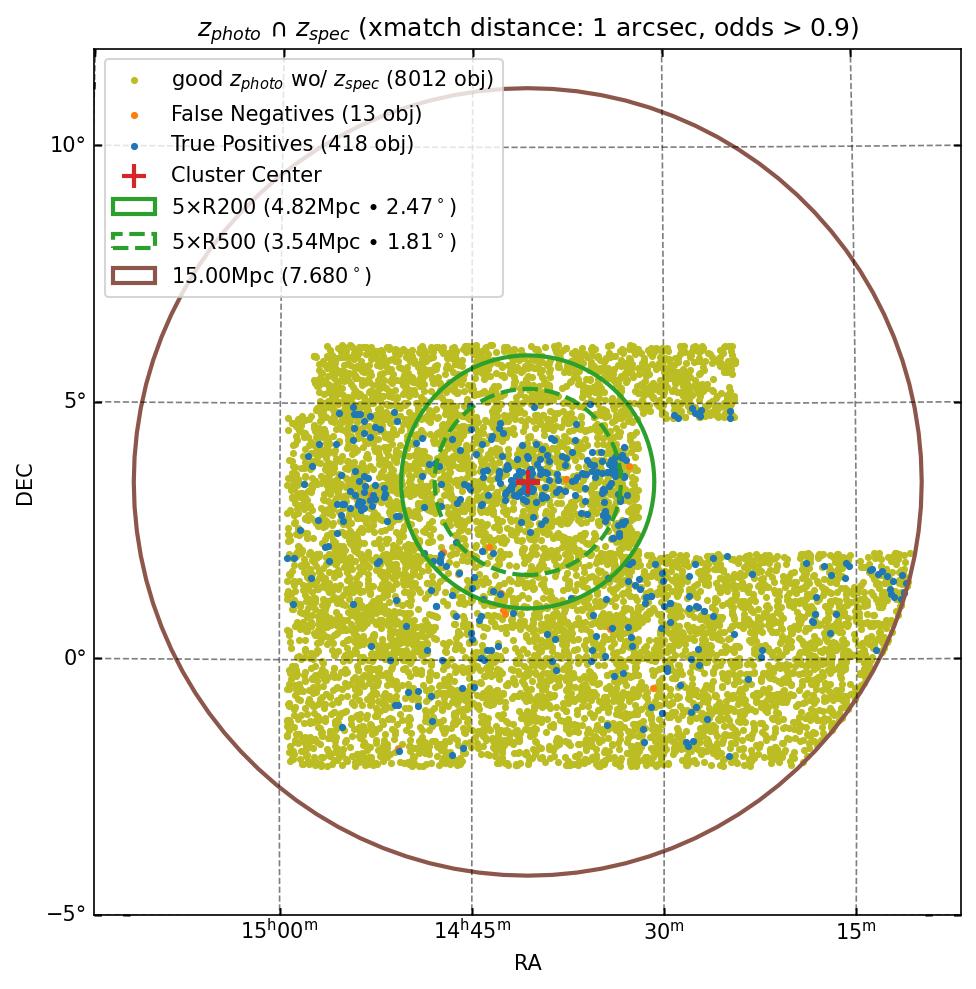 z_photo ∩ z_spec (xmatch distance: 1 arcsec, odds > 0.9)
good z_photo wo/ z_spec (8012 obj)
False Negatives (13 obj)
True Positives (418 obj)
Cluster Center
5×R200 (4.82Mpc • 2.47°)
5×R500 (3.54Mpc • 1.81°)
15.00Mpc (7.680°)
10°
5°
0°
−5°
DEC
15ʰ00ᵐ
14ʰ45ᵐ
30ᵐ
15ᵐ
RA